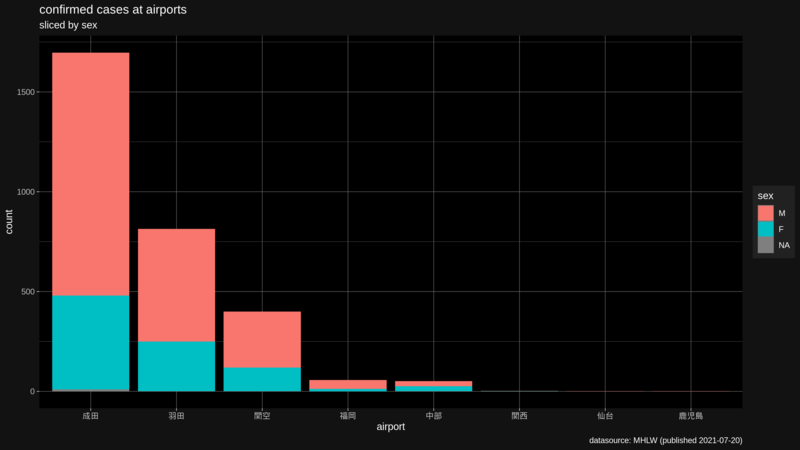 confirmed cases at airports
sliced by sex
1500
1000
500
0
count
成田 羽田 関空 福岡 中部 関西 仙台 鹿児島
airport
sex
M
F
NA
datasource: MHLW (published 2021-07-20)